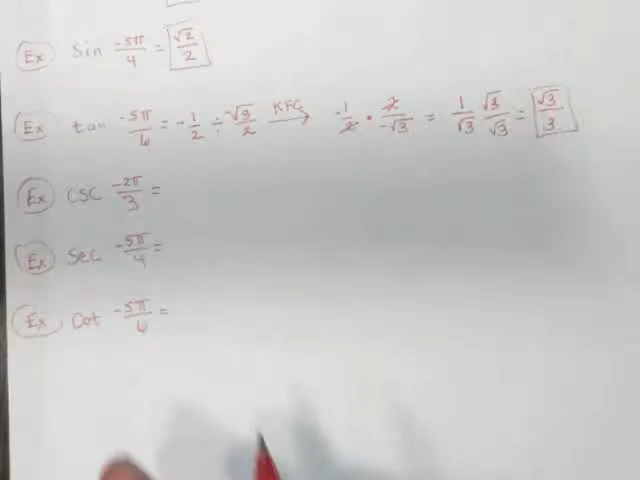 Ex sin -5π/4 = √2/2
Ex tan -5π/6 = -1/2 ÷ -√3/2 KFC → -1/2 • 2/-√3 = 1/√3 √3/√3 = √3/3
Ex CSC -2π/3 =
Ex Sec -5π/4 =
Ex Cot -5π/6 =